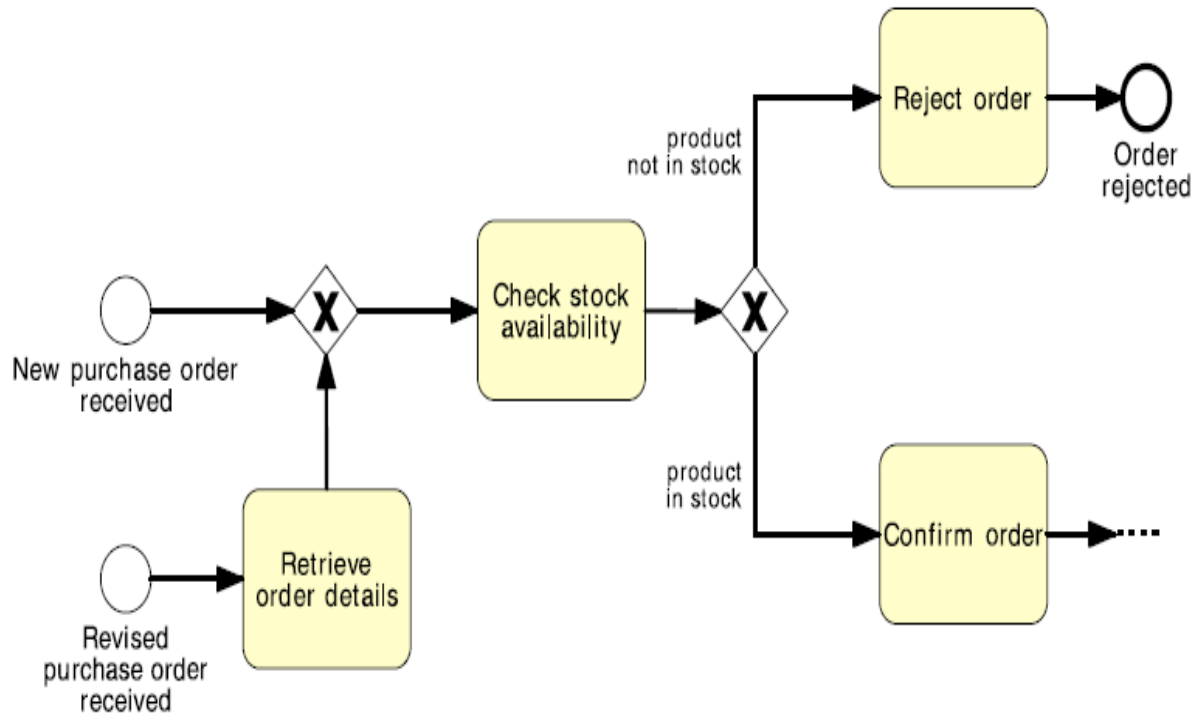 Reject order
Order
rejected
product
not in stock
X
X
Check stock
availability
New purchase order
received
product
in stock
Confirm order
Retrieve
order details
Revised
purchase order
received